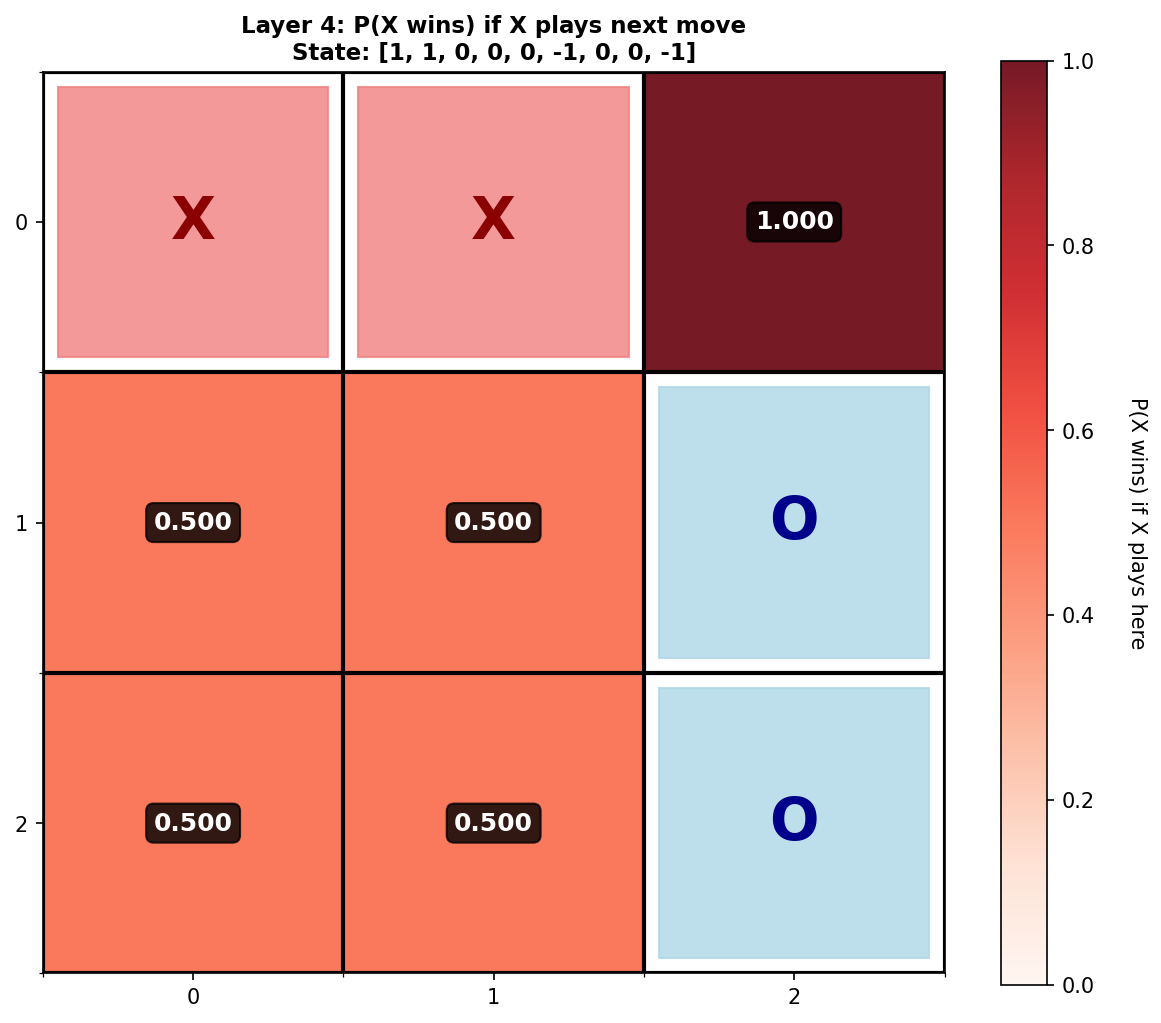 Layer 4: P(X wins) if X plays next move
State: [1, 1, 0, 0, 0, -1, 0, 0, -1]
X X 1.000
0.500 0.500 O
0.500 0.500 O
0
1
2
0 1 2
1.0
0.8
0.6
0.4
0.2
0.0
P(X wins) if X plays here